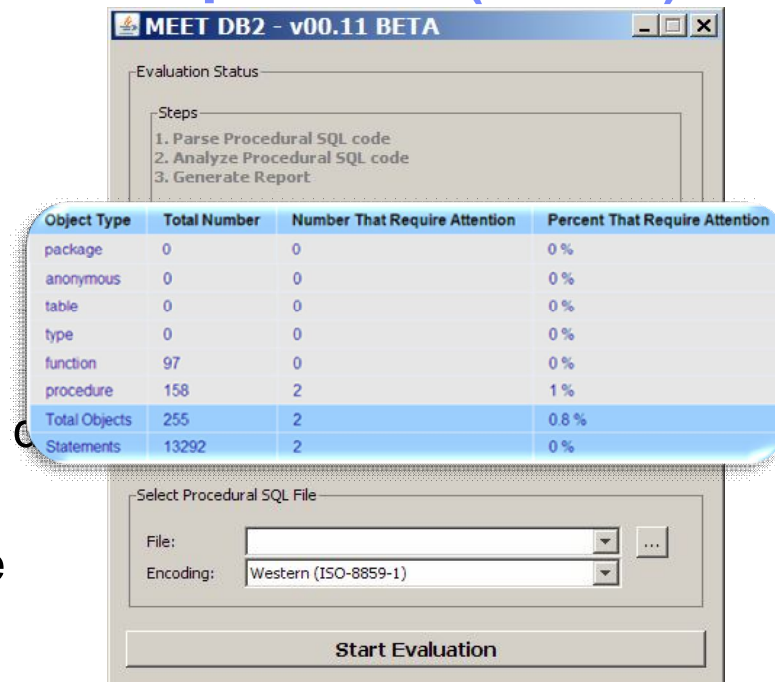 MEET DB2 - v00.11 BETA
Evaluation Status
Steps
1. Parse Procedural SQL code
2. Analyze Procedural SQL code
3. Generate Report
Object Type Total Number Number That Require Attention Percent That Require Attention
package 0 0 0 %
anonymous 0 0 0 %
table 0 0 0 %
type 0 0 0 %
function 97 0 0 %
procedure 158 2 1 %
Total Objects 255 2 0.8 %
Statements 13292 2 0 %
Select Procedural SQL File
File: ...
e
Encoding: Western (ISO-8859-1)
Start Evaluation